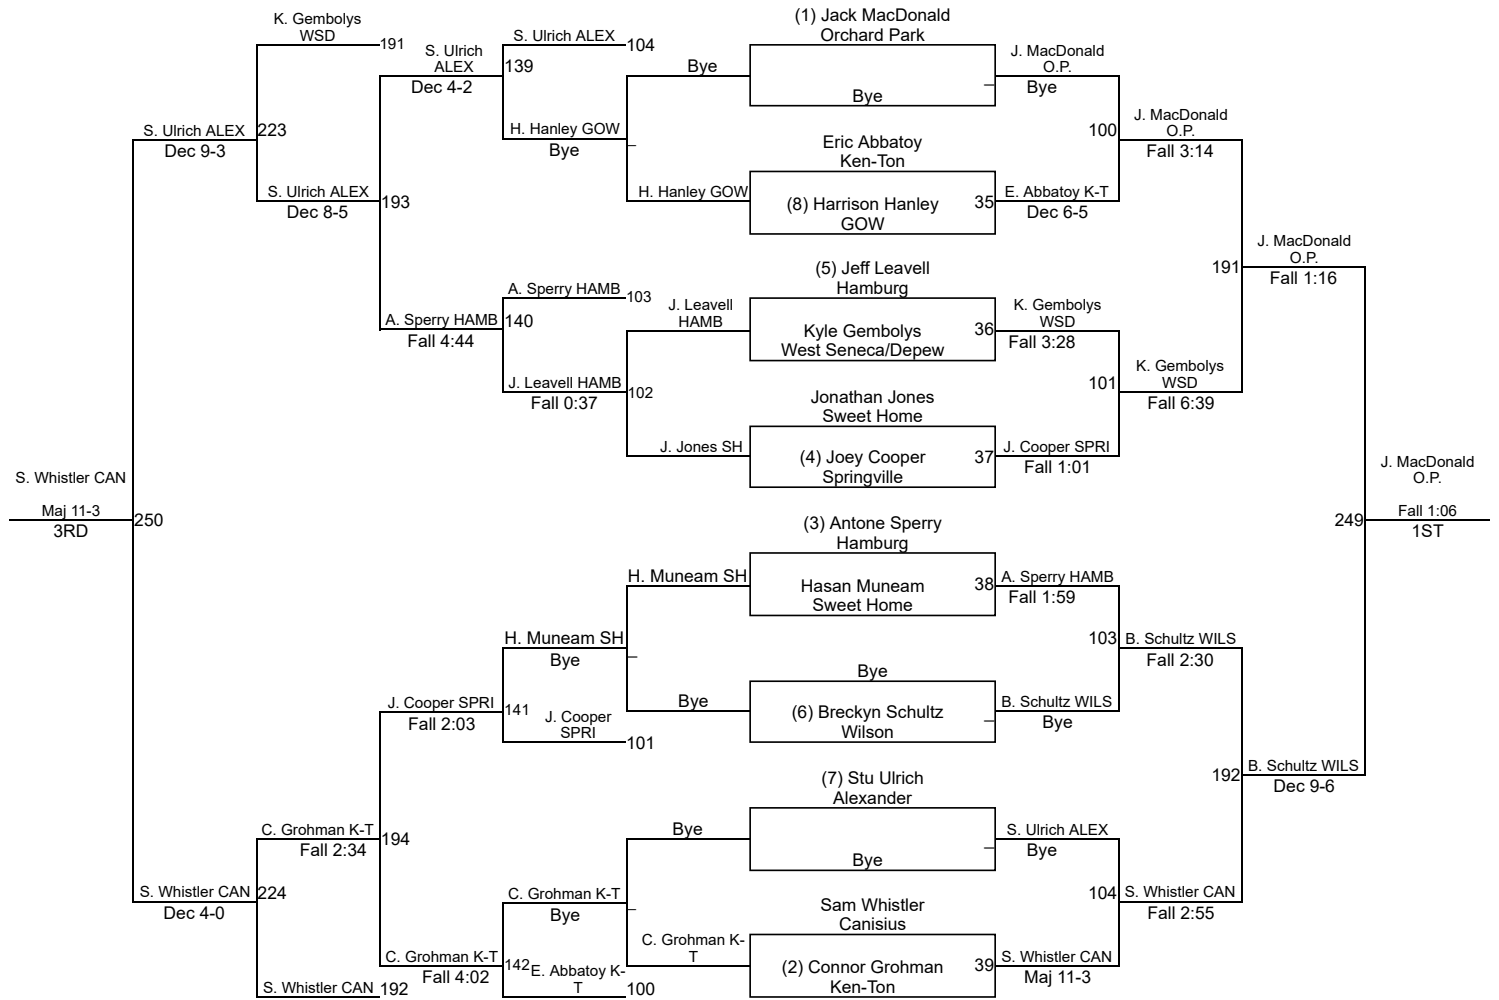 K. Gembolys
WSD
191
S. Ulrich
ALEX
Dec 4-2
S. Ulrich ALEX
104
139
H. Hanley GOW
Bye
Bye
H. Hanley GOW
(1) Jack MacDonald
Orchard Park
Bye
J. MacDonald
O.P.
Bye
Eric Abbatoy
Ken-Ton
(8) Harrison Hanley
GOW
35
E. Abbatoy K-T
Dec 6-5
100
J. MacDonald
O.P.
Fall 3:14
S. Ulrich ALEX
Dec 9-3
223
S. Ulrich ALEX
Dec 8-5
193
A. Sperry HAMB
Fall 4:44
A. Sperry HAMB
103
140
J. Leavell HAMB
Fall 0:37
J. Leavell
HAMB
102
J. Jones SH
(5) Jeff Leavell
Hamburg
Kyle Gembolys
West Seneca/Depew
36
K. Gembolys
WSD
Fall 3:28
Jonathan Jones
Sweet Home
(4) Joey Cooper
Springville
37
J. Cooper SPRI
Fall 1:01
101
K. Gembolys
WSD
Fall 6:39
191
J. MacDonald
O.P.
Fall 1:16
S. Whistler CAN
Maj 11-3
3RD
250
249
J. MacDonald
O.P.
Fall 1:06
1ST
(3) Antone Sperry
Hamburg
Hasan Muneam
Sweet Home
38
A. Sperry HAMB
Fall 1:59
H. Muneam SH
H. Muneam SH
Bye
Bye
Bye
(6) Breckyn Schultz
Wilson
B. Schultz WILS
Bye
103
B. Schultz WILS
Fall 2:30
J. Cooper SPRI
Fall 2:03
141
J. Cooper
SPRI
101
192
B. Schultz WILS
Dec 9-6
(7) Stu Ulrich
Alexander
Bye
S. Ulrich ALEX
Bye
Bye
C. Grohman K-T
Fall 2:34
194
S. Whistler CAN
Dec 4-0
224
C. Grohman K-T
Bye
C. Grohman K-
T
Sam Whistler
Canisius
(2) Connor Grohman
Ken-Ton
39
S. Whistler CAN
Maj 11-3
104
S. Whistler CAN
Fall 2:55
C. Grohman K-T
Fall 4:02
142
E. Abbatoy K-
T
100
S. Whistler CAN
192